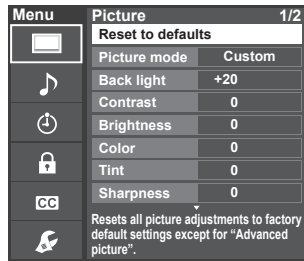 Menu
Picture 1/2
Reset to defaults
Picture mode Custom
Back light +20
Contrast 0
Brightness 0
Color 0
Tint 0
Sharpness 0
CC
Resets all picture adjustments to factory
default settings except for “Advanced
picture”.